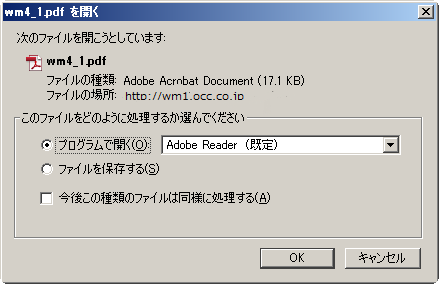 wm4_1.pdf を開く
次のファイルを開こうとしています:
wm4_1.pdf
ファイルの種類: Adobe Acrobat Document (17.1 KB)
ファイルの場所: http://wm1.occ.co.jp
このファイルをどのように処理するか選んでください
プログラムで開く(O) Adobe Reader (既定)
ファイルを保存する(S)
今後この種類のファイルは同様に処理する(A)
OK キャンセル